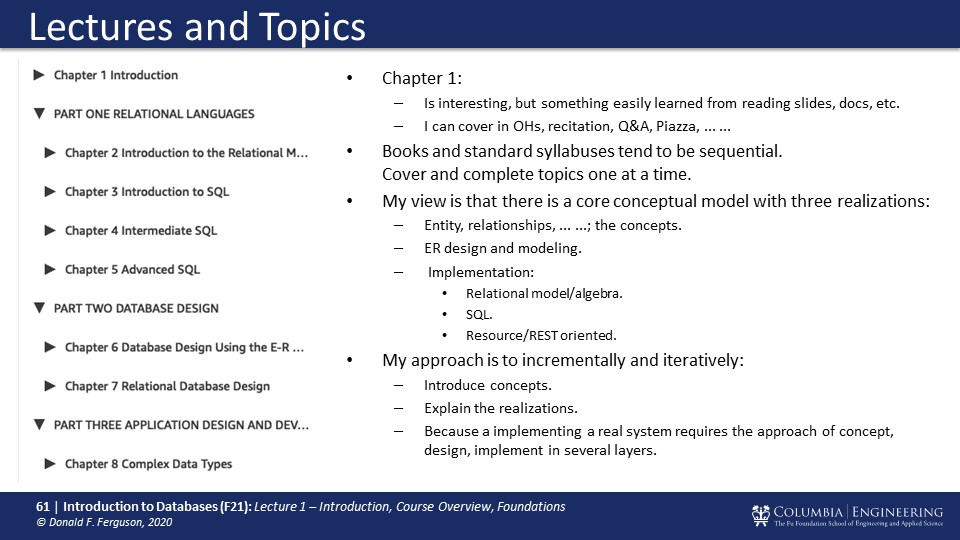 Lectures and Topics
▶ Chapter 1 Introduction
▼ PART ONE RELATIONAL LANGUAGES
▶ Chapter 2 Introduction to the Relational M...
▶ Chapter 3 Introduction to SQL
▶ Chapter 4 Intermediate SQL
▶ Chapter 5 Advanced SQL
▼ PART TWO DATABASE DESIGN
▶ Chapter 6 Database Design Using the E-R ...
▶ Chapter 7 Relational Database Design
▼ PART THREE APPLICATION DESIGN AND DEV...
▶ Chapter 8 Complex Data Types
• Chapter 1:
– Is interesting, but something easily learned from reading slides, docs, etc.
– I can cover in OHs, recitation, Q&A, Piazza, ... ...
• Books and standard syllabuses tend to be sequential.
Cover and complete topics one at a time.
• My view is that there is a core conceptual model with three realizations:
– Entity, relationships, ... ...; the concepts.
– ER design and modeling.
– Implementation:
• Relational model/algebra.
• SQL.
• Resource/REST oriented.
• My approach is to incrementally and iteratively:
– Introduce concepts.
– Explain the realizations.
– Because a implementing a real system requires the approach of concept,
design, implement in several layers.
61 | Introduction to Databases (F21): Lecture 1 – Introduction, Course Overview, Foundations
© Donald F. Ferguson, 2020
COLUMBIA | ENGINEERING
The Fu Foundation School of Engineering and Applied Science